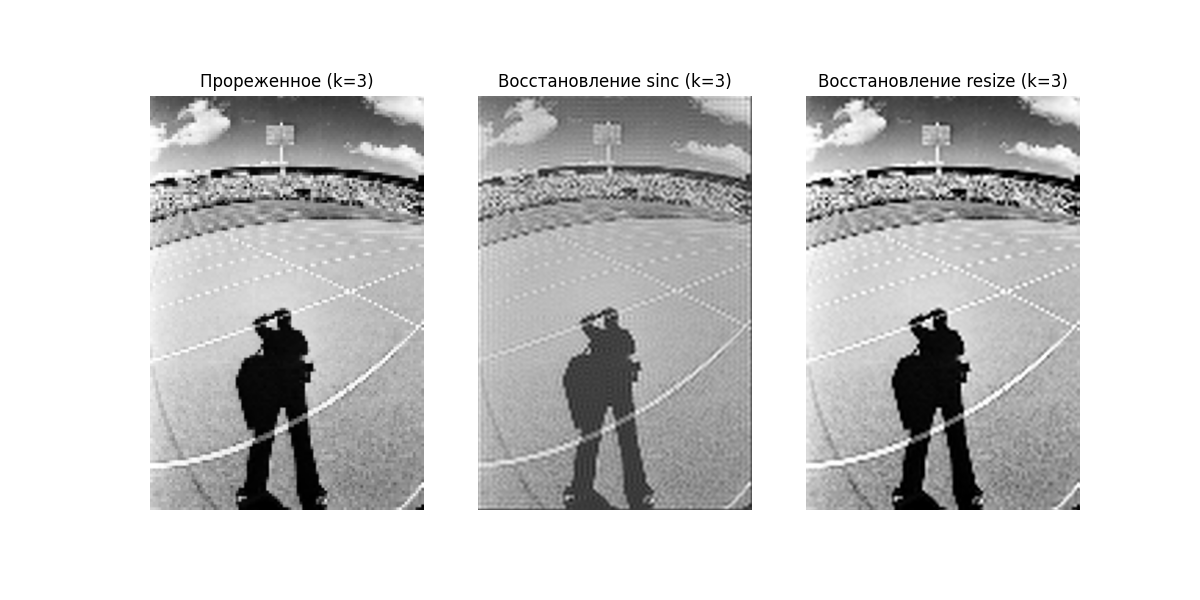 Прореженное (k=3)
Восстановление sinc (k=3)
Восстановление resize (k=3)